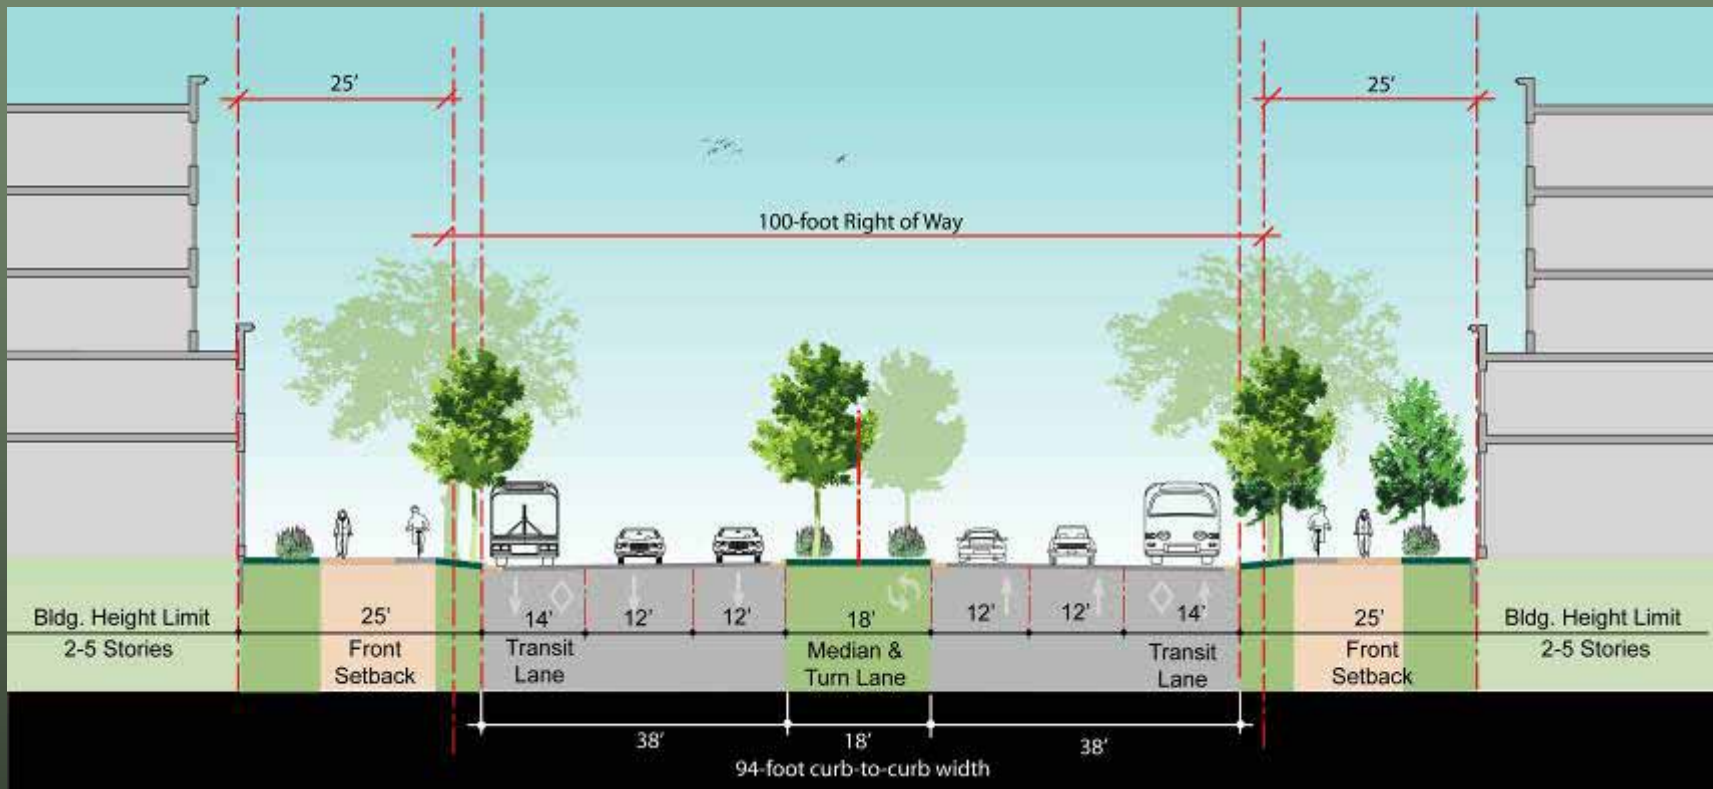 25'
25'
100-foot Right of Way
Bldg. Height Limit
2-5 Stories
25'
Front
Setback
14'
Transit
Lane
12'
12'
18'
Median &
Turn Lane
12'
12'
14'
Transit
Lane
25'
Front
Setback
Bldg. Height Limit
2-5 Stories
38'
18'
38'
94-foot curb-to-curb width